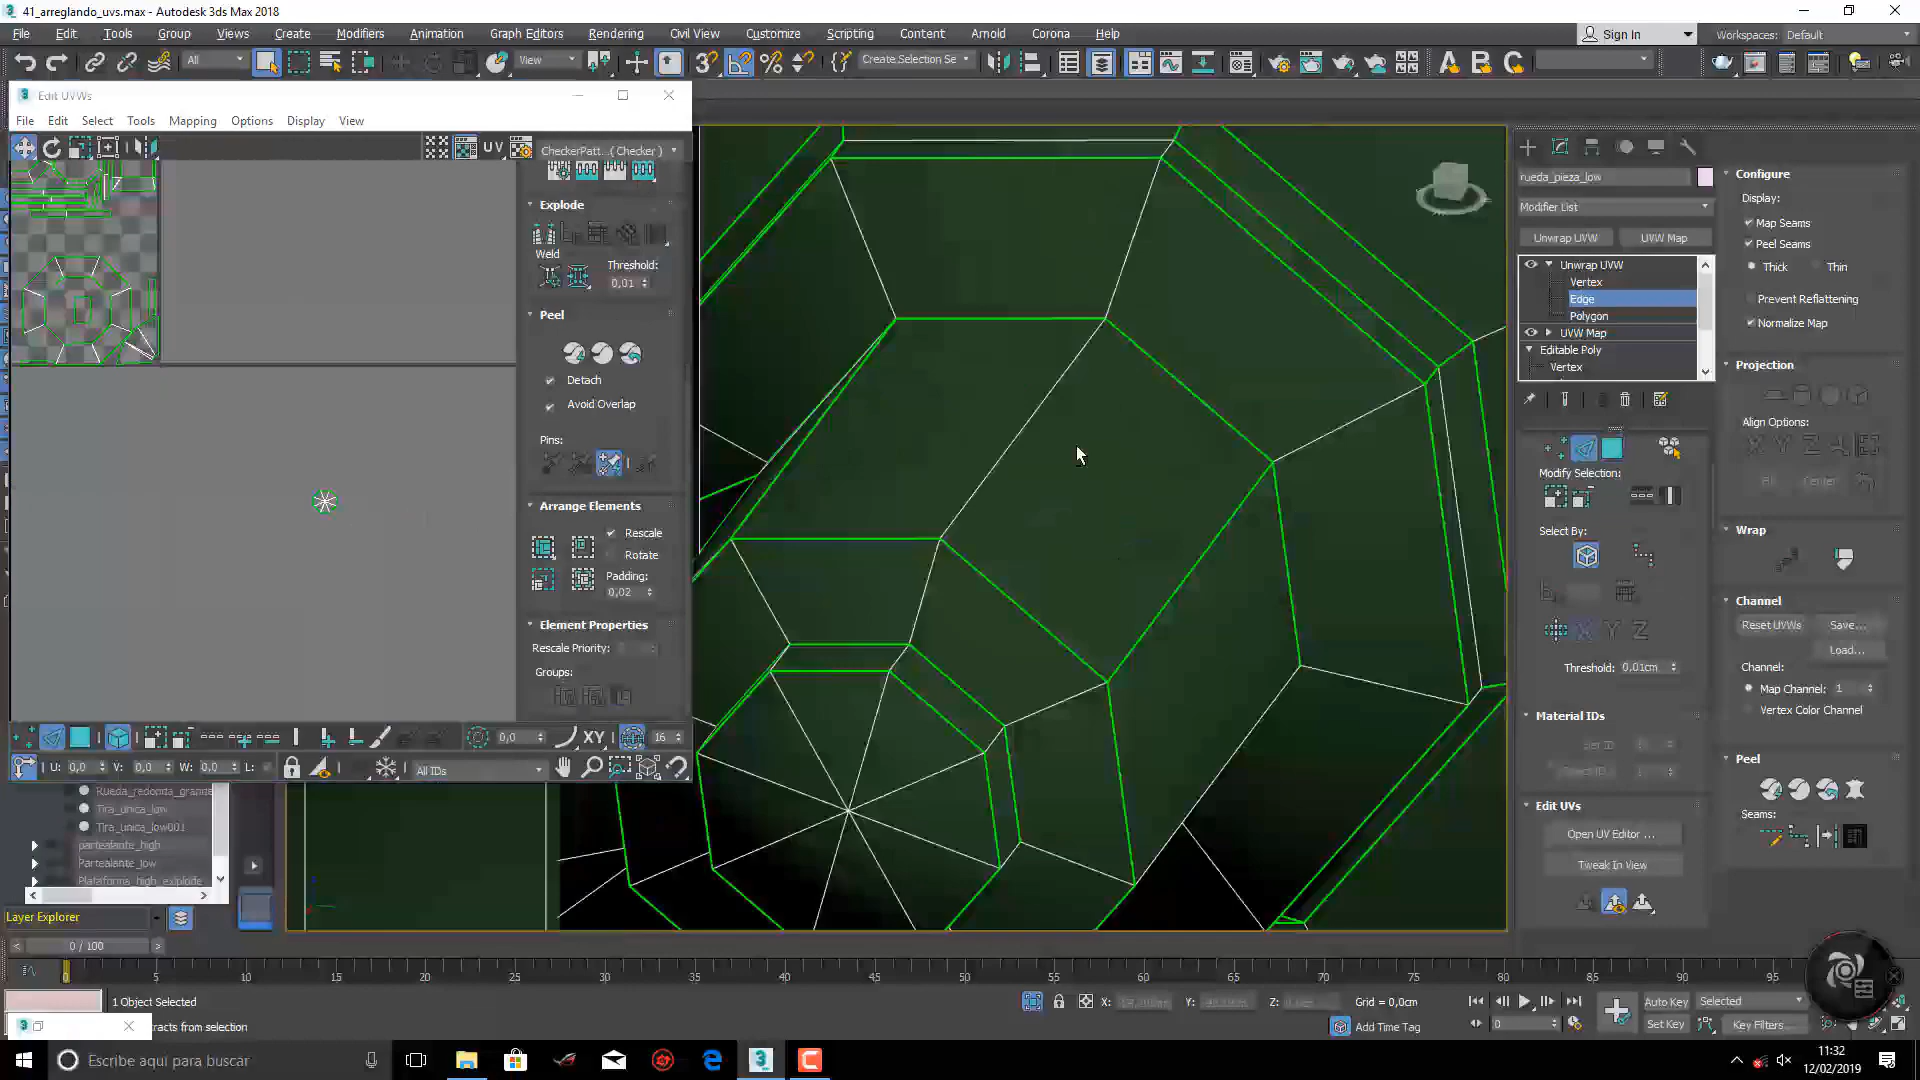 41_arreglando_uvs.max - Autodesk 3ds Max 2018
File Edit Tools Group Views Create Modifiers Animation Graph Editors Rendering Civil View Customize Scripting Content Arnold Corona Help
Sign In
Workspaces: Default
All
View
Create Selection Se
Edit UVWs
File Edit Select Tools Mapping Options Display View
UV
CheckerPatt...( Checker )
Explode
Weld
Threshold:
0,01
Peel
Detach
Avoid Overlap
Pins:
Arrange Elements
Rescale
Rotate
Padding:
0,02
Element Properties
Rescale Priority:
Groups:
0,0
XY
16
U: 0,0
V: 0,0
W: 0,0
L:
All IDs
rueda_pieza_low
Modifier List
Unwrap UVW
UVW Map
Unwrap UVW
Vertex
Edge
Polygon
UVW Map
Editable Poly
Vertex
Modify Selection:
Select By:
X Y Z
Threshold: 0,01cm
Material IDs
Edit UVs
Open UV Editor ...
Tweak In View
Configure
Display:
Map Seams
Peel Seams
Thick
Thin
Prevent Reflattening
Normalize Map
Projection
Align Options:
X Y Z
Fit
Center
Wrap
Channel
Reset UVWs
Save...
Load...
Channel:
Map Channel: 1
Vertex Color Channel
Peel
Seams:
Rueda_redonda_grande
Tira_unica_low
Tira_unica_low001
partealante_high
Partealante_low
Plataforma_high_explode
Layer Explorer
0 / 100
0 5 10 15 20 25 30 35 40 45 50 55 60 65 70 75 80 85 90 95
1 Object Selected
X:
Y:
Z:
Grid = 0,0cm
Auto Key
Selected
racts from selection
Add Time Tag
0
Set Key
Key Filters...
Escribe aquí para buscar
11:32
12/02/2019